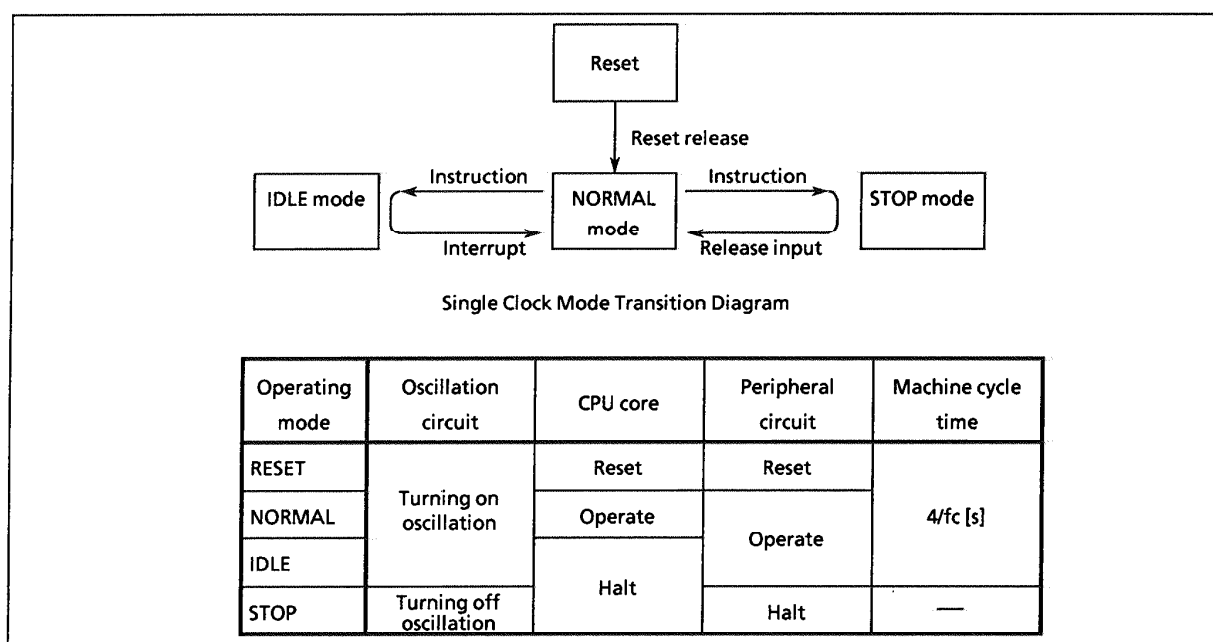 Reset
Reset release
IDLE mode
Instruction
Interrupt
NORMAL
mode
Instruction
Release input
STOP mode
Single Clock Mode Transition Diagram
Operating
mode
Oscillation
circuit
CPU core
Peripheral
circuit
Machine cycle
time
RESET
Turning on
oscillation
Reset
Reset
4/fc [s]
NORMAL
Operate
Operate
IDLE
Halt
STOP
Turning off
oscillation
Halt
—